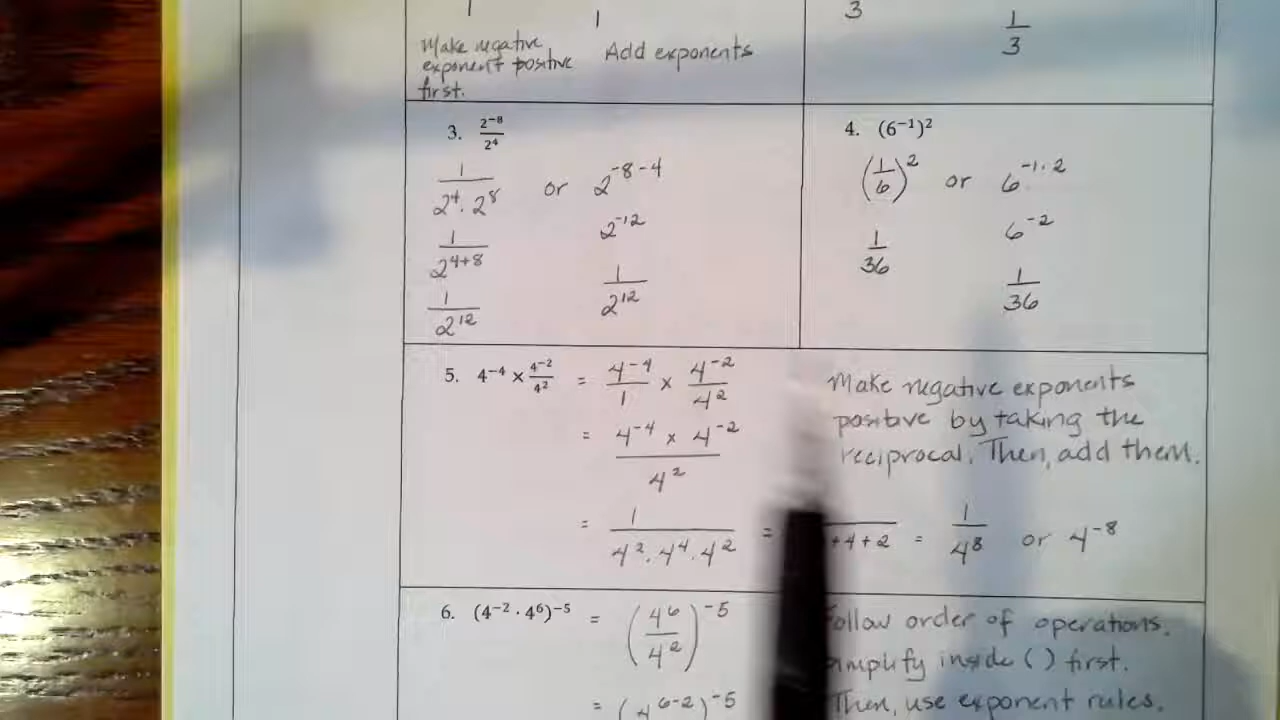 1
1
3
1/3
Make negative
exponent positive
first.
Add exponents
3. 2⁻⁸/2⁴
1/(2⁴ · 2⁸) or 2⁻⁸⁻⁴
1/2⁴⁺⁸ 2⁻¹²
1/2¹² 1/2¹²
4. (6⁻¹)²
(1/6)² or 6⁻¹·²
6⁻²
1/36 1/36
5. 4⁻⁴ × 4⁻²/4² = 4⁻⁴/1 × 4⁻²/4²
= (4⁻⁴ × 4⁻²)/4²
= 1/(4² · 4⁴ · 4²) = +4+2 = 1/4⁸ or 4⁻⁸
Make negative exponents
positive by taking the
reciprocal. Then, add them.
6. (4⁻² · 4⁶)⁻⁵ = (4⁶/4²)⁻⁵
= (4⁶⁻²)⁻⁵
Follow order of operations.
Simplify inside ( ) first.
Then, use exponent rules.